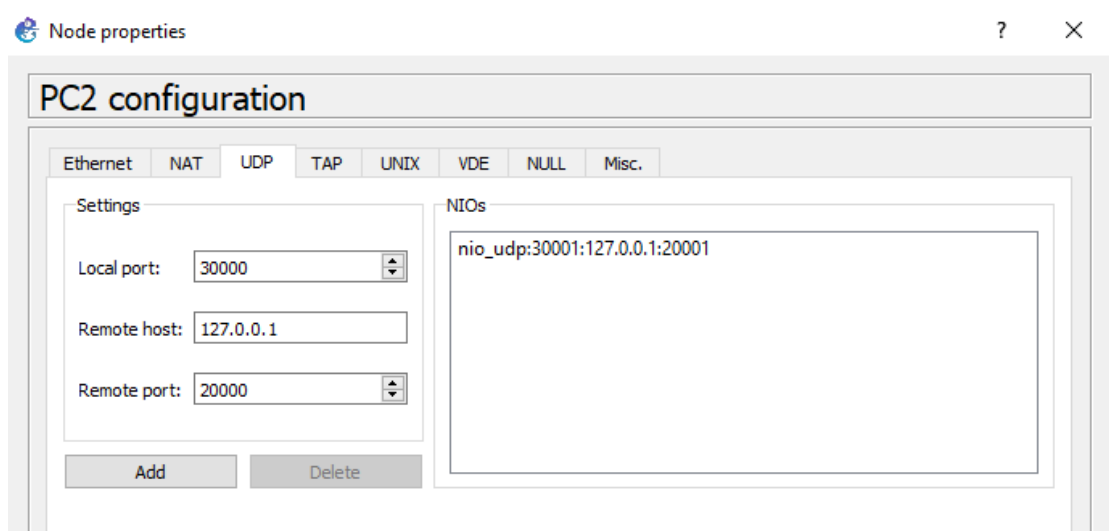 Node properties
?
PC2 configuration
Ethernet NAT UDP TAP UNIX VDE NULL Misc.
Settings
Local port: 30000
Remote host: 127.0.0.1
Remote port: 20000
Add Delete
NIOs
nio_udp:30001:127.0.0.1:20001